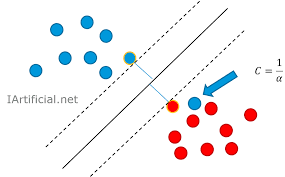 C = 1/α
IArtificial.net